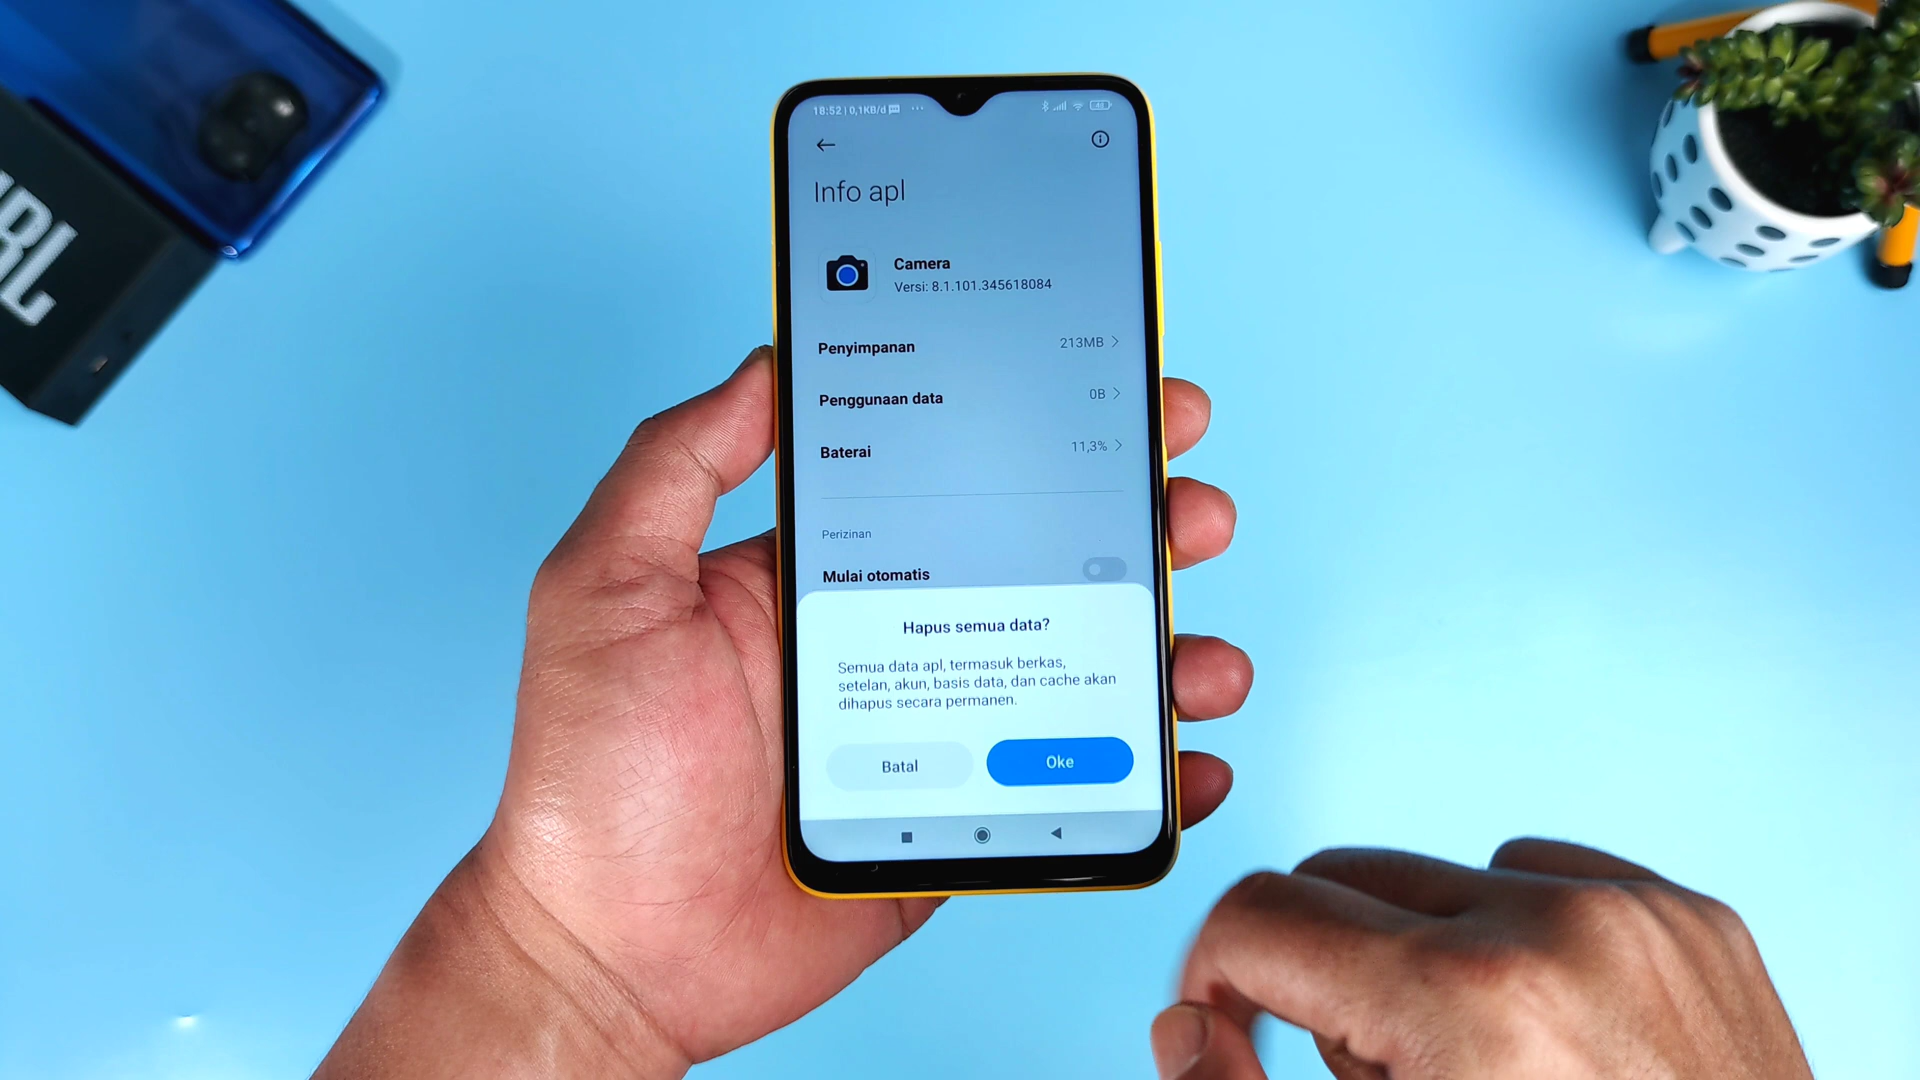 18:52 | 0,1KB/d
Info apl
Camera
Versi: 8.1.101.345618084
Penyimpanan 213MB
Penggunaan data 0B
Baterai 11,3%
Perizinan
Mulai otomatis
Hapus semua data?
Semua data apl, termasuk berkas,
setelan, akun, basis data, dan cache akan
dihapus secara permanen.
Batal Oke
JBL